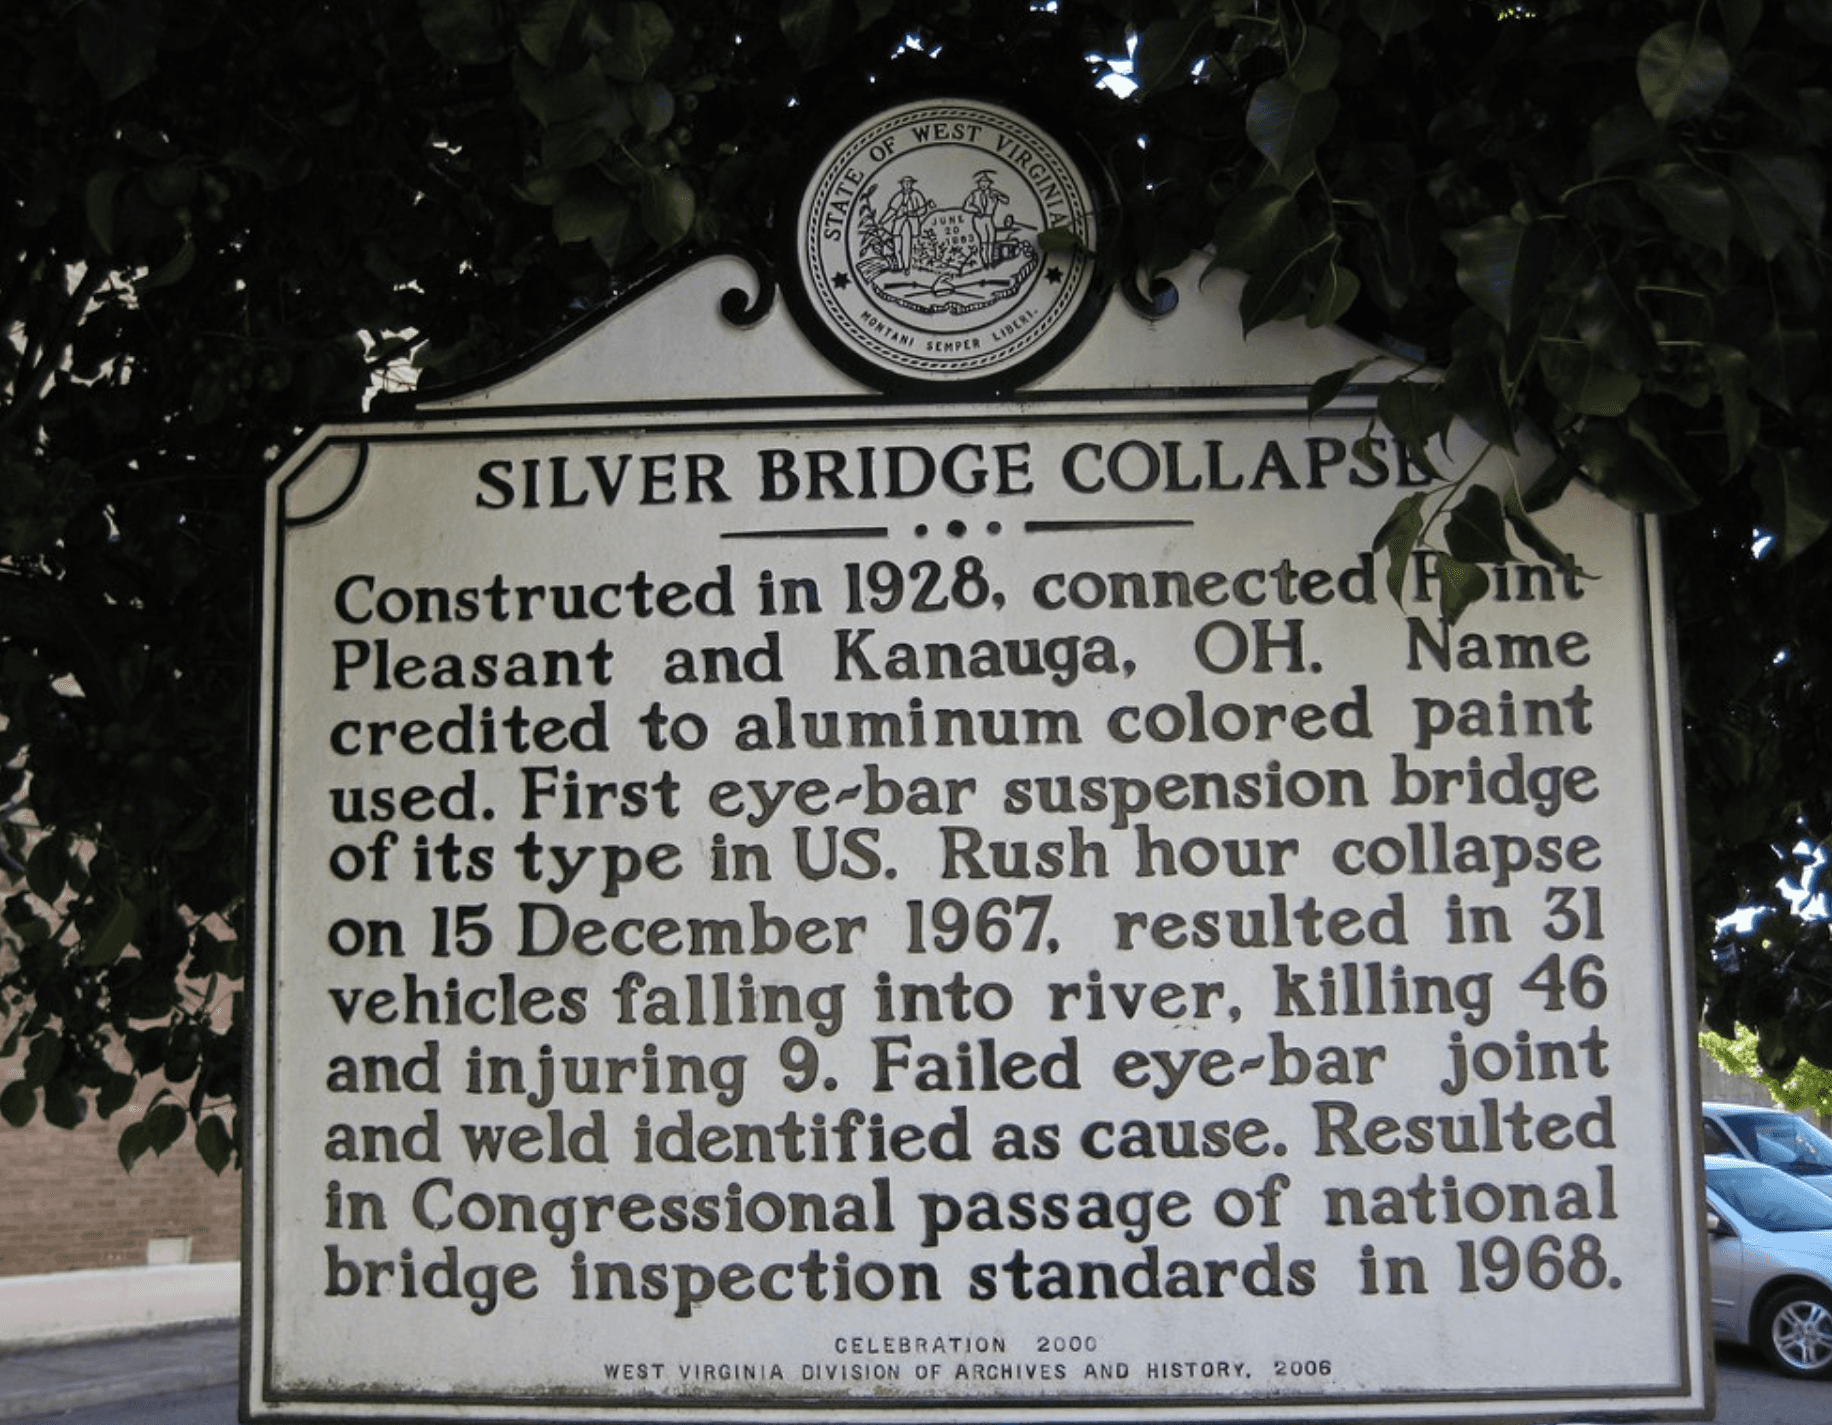 STATE OF WEST VIRGINIA
JUNE
20
1863
MONTANI SEMPER LIBERI.
SILVER BRIDGE COLLAPSE
Constructed in 1928, connected Point
Pleasant and Kanauga, OH. Name
credited to aluminum colored paint
used. First eye-bar suspension bridge
of its type in US. Rush hour collapse
on 15 December 1967, resulted in 31
vehicles falling into river, killing 46
and injuring 9. Failed eye-bar joint
and weld identified as cause. Resulted
in Congressional passage of national
bridge inspection standards in 1968.
CELEBRATION 2000
WEST VIRGINIA DIVISION OF ARCHIVES AND HISTORY, 2006